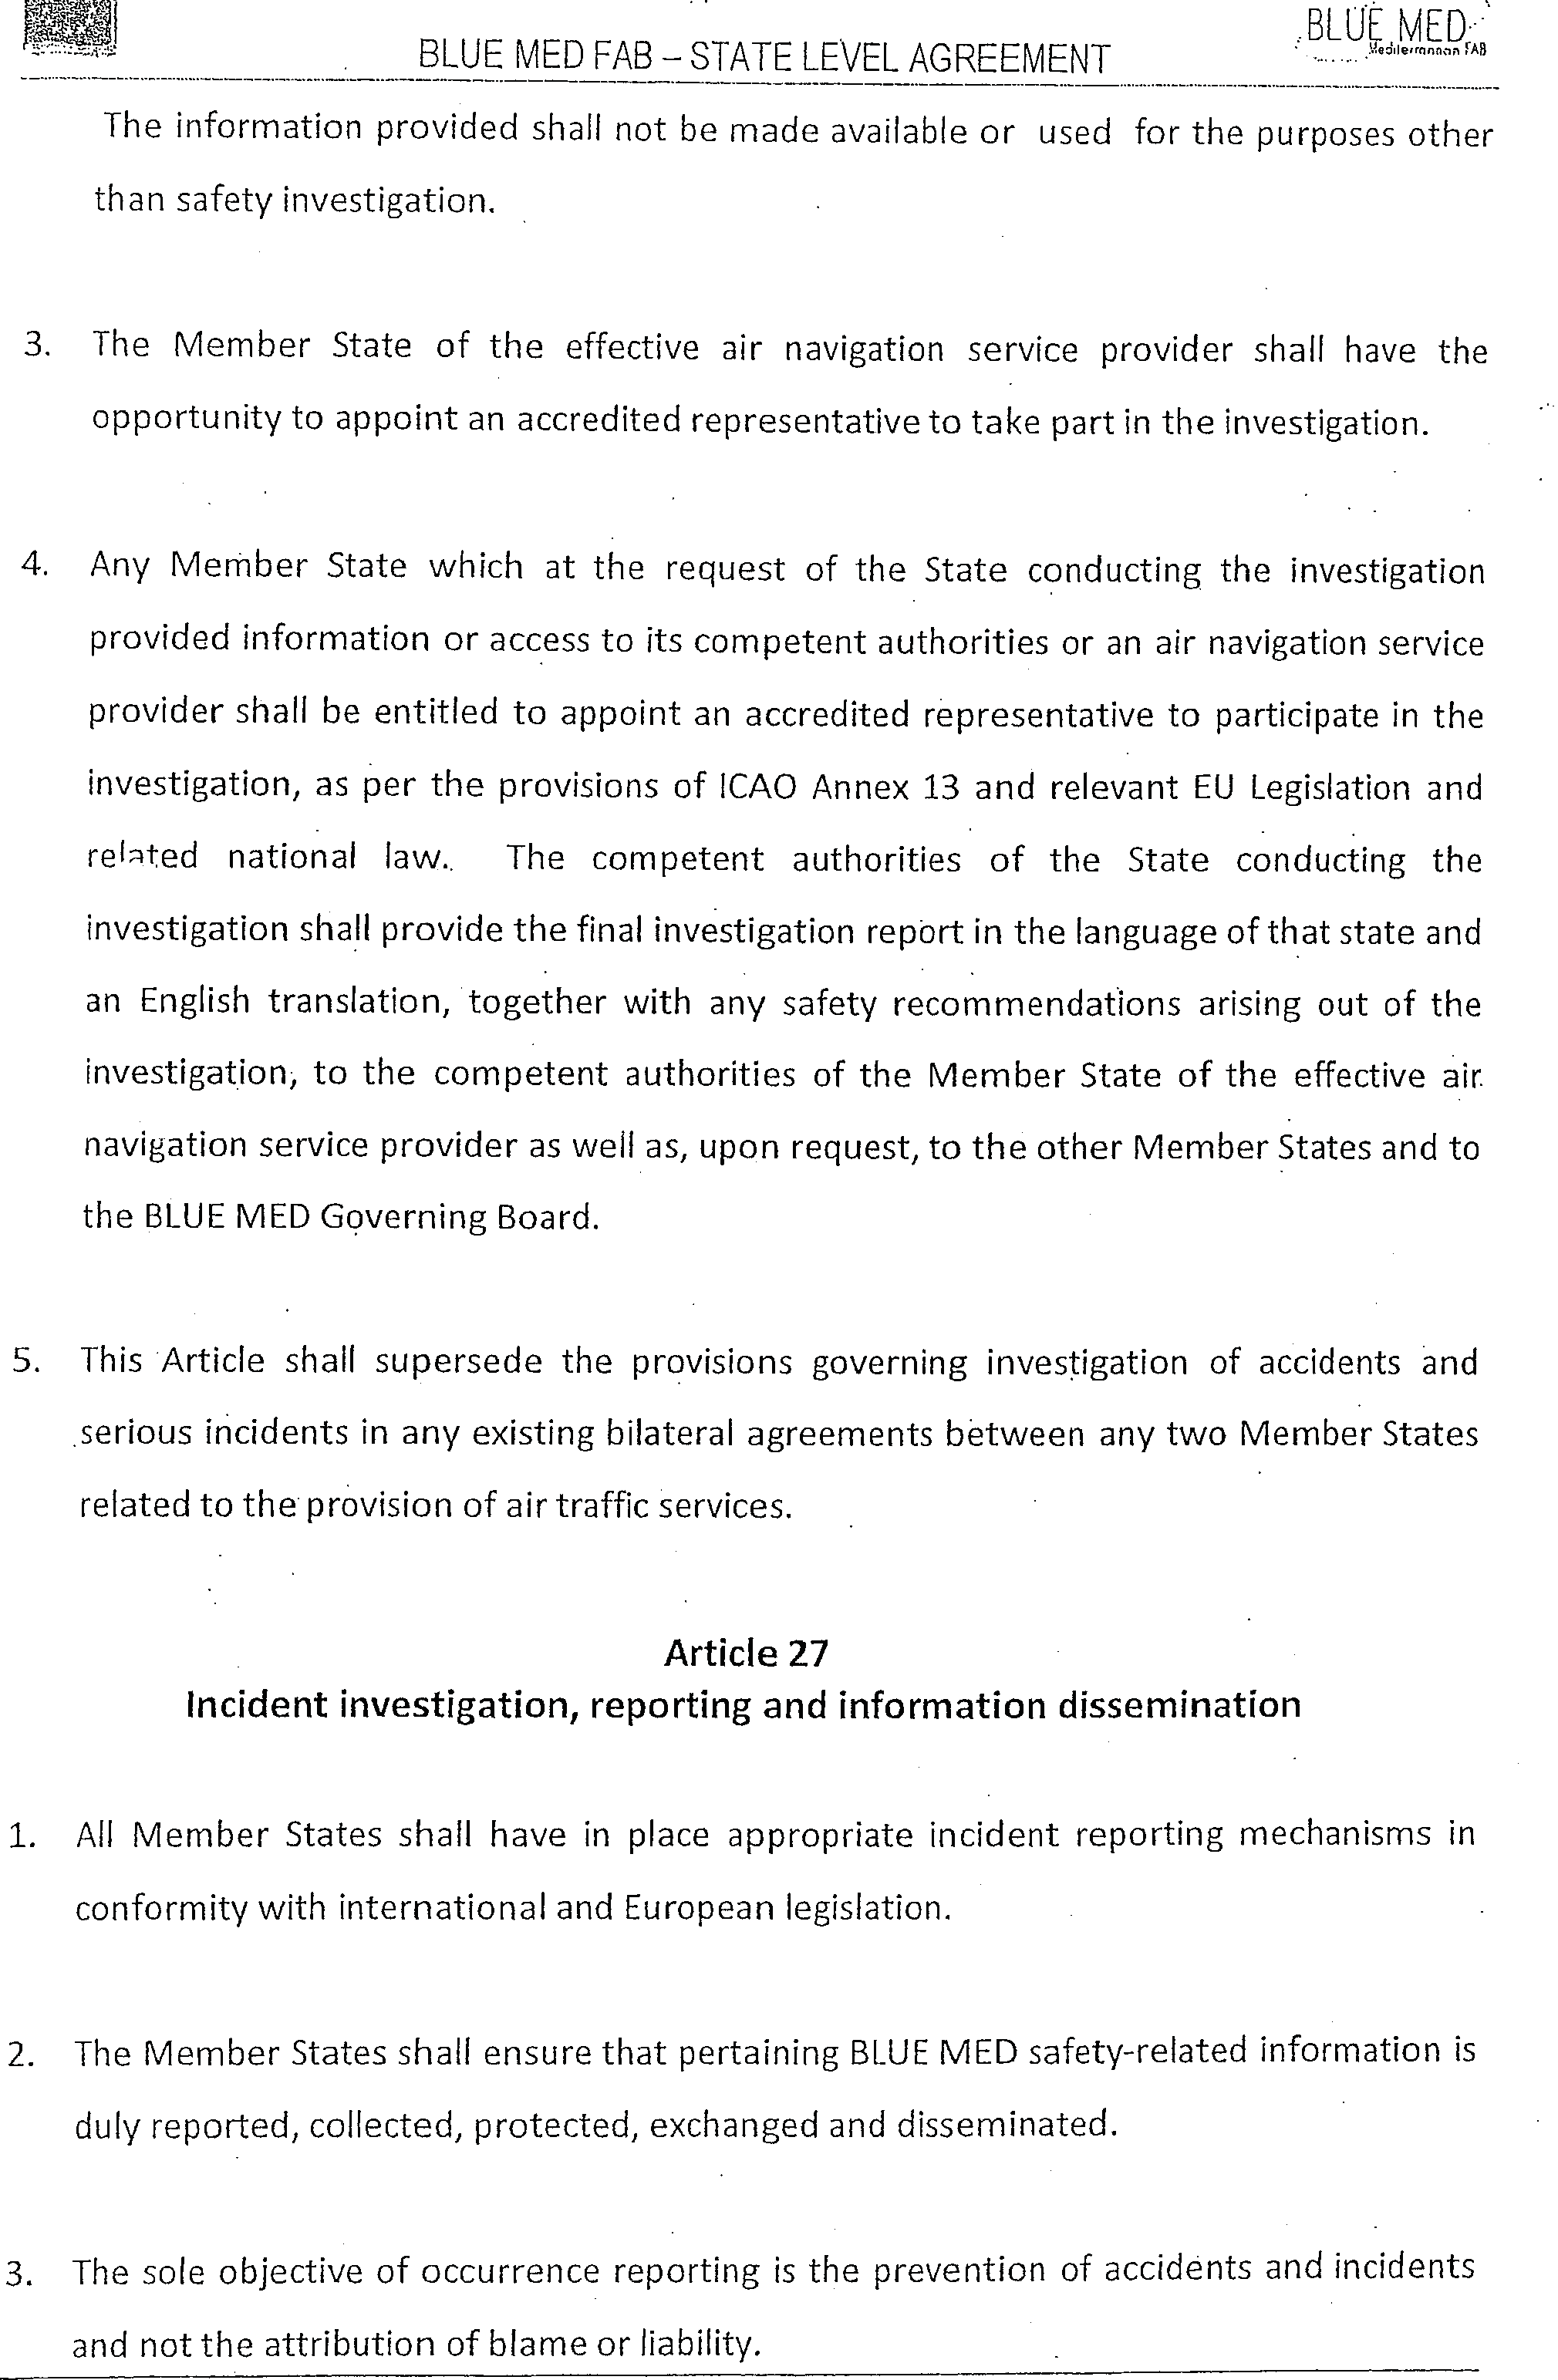 BLUE MED
Mediterranean FAB
BLUE MED FAB – STATE LEVEL AGREEMENT
The information provided shall not be made available or used for the purposes other
than safety investigation.
3. The Member State of the effective air navigation service provider shall have the
opportunity to appoint an accredited representative to take part in the investigation.
4. Any Member State which at the request of the State conducting the investigation
provided information or access to its competent authorities or an air navigation service
provider shall be entitled to appoint an accredited representative to participate in the
investigation, as per the provisions of ICAO Annex 13 and relevant EU Legislation and
related national law. The competent authorities of the State conducting the
investigation shall provide the final investigation report in the language of that state and
an English translation, together with any safety recommendations arising out of the
investigation, to the competent authorities of the Member State of the effective air
navigation service provider as well as, upon request, to the other Member States and to
the BLUE MED Governing Board.
5. This Article shall supersede the provisions governing investigation of accidents and
serious incidents in any existing bilateral agreements between any two Member States
related to the provision of air traffic services.
Article 27
Incident investigation, reporting and information dissemination
1. All Member States shall have in place appropriate incident reporting mechanisms in
conformity with international and European legislation.
2. The Member States shall ensure that pertaining BLUE MED safety-related information is
duly reported, collected, protected, exchanged and disseminated.
3. The sole objective of occurrence reporting is the prevention of accidents and incidents
and not the attribution of blame or liability.